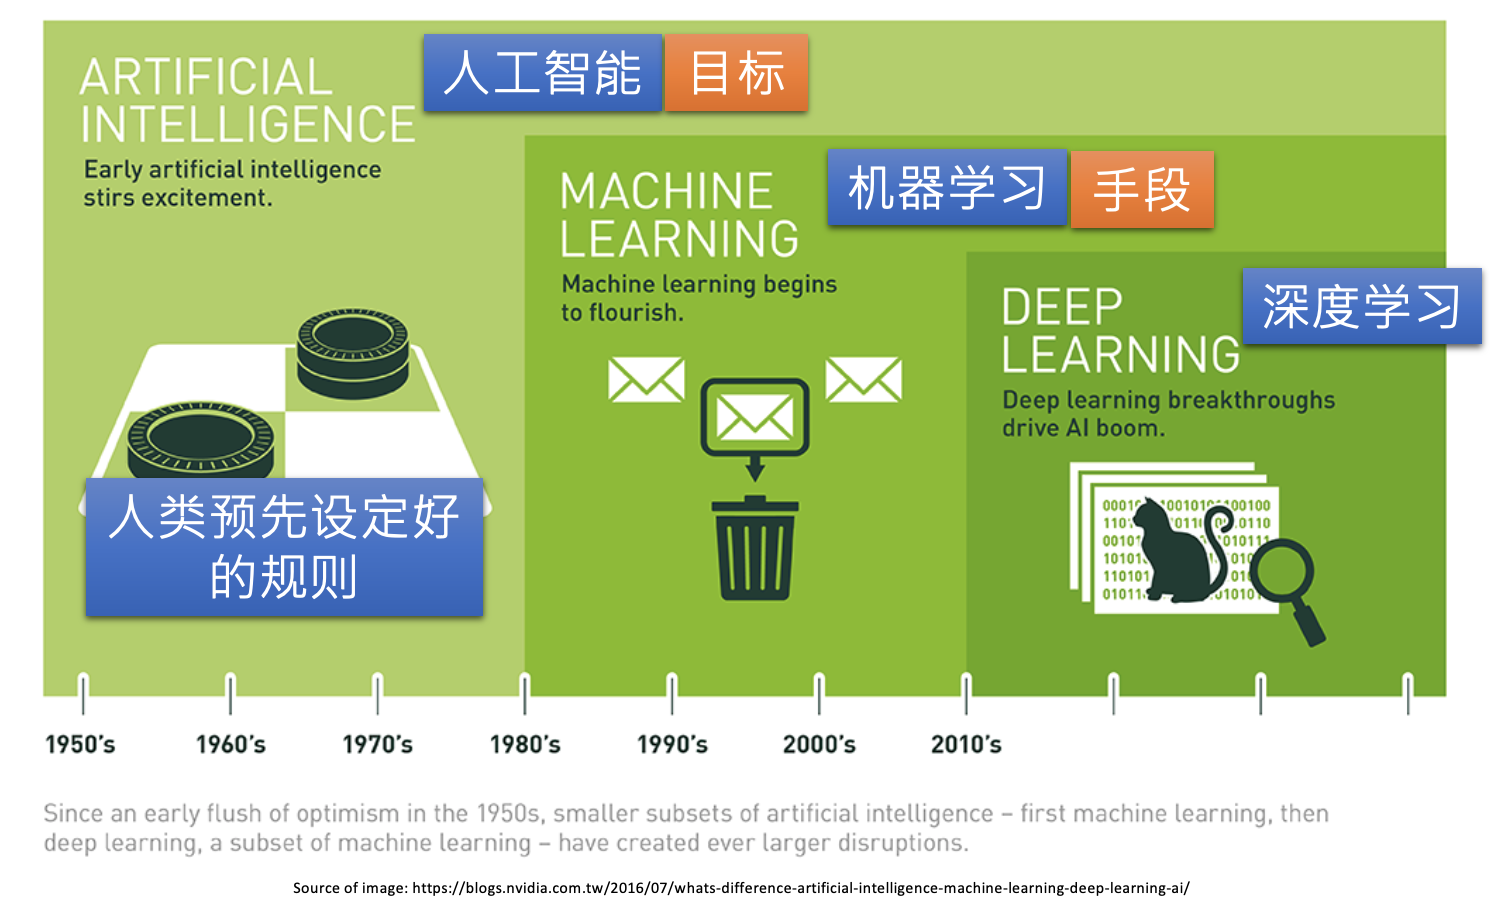 ARTIFICIAL
INTELLIGENCE
人工智能
目标
Early artificial intelligence
stirs excitement.
人类预先设定好
的规则
MACHINE
LEARNING
机器学习
手段
Machine learning begins
to flourish.
DEEP
LEARNING
深度学习
Deep learning breakthroughs
drive AI boom.
1950's
1960's
1970's
1980's
1990's
2000's
2010's
Since an early flush of optimism in the 1950s, smaller subsets of artificial intelligence – first machine learning, then
deep learning, a subset of machine learning – have created ever larger disruptions.
Source of image: https://blogs.nvidia.com.tw/2016/07/whats-difference-artificial-intelligence-machine-learning-deep-learning-ai/